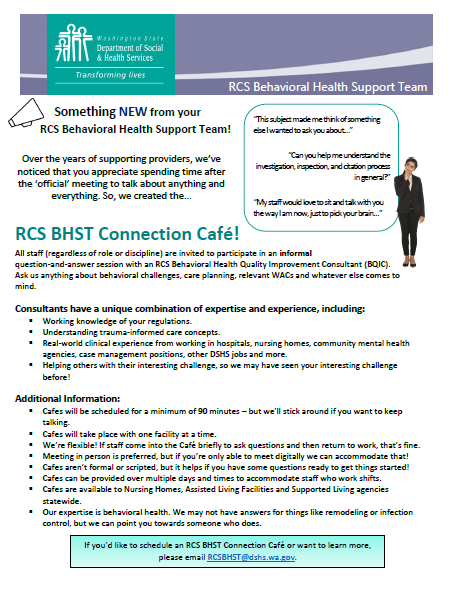 Washington State
Department of Social
& Health Services
Transforming lives
RCS Behavioral Health Support Team
Something NEW from your
RCS Behavioral Health Support Team!
Over the years of supporting providers, we've
noticed that you appreciate spending time after
the 'official' meeting to talk about anything and
everything. So, we created the…
"This subject made me think of something
else I wanted to ask you about…"
"Can you help me understand the
investigation, inspection, and citation process
in general?"
"My staff would love to sit and talk with you
the way I am now, just to pick your brain…"
RCS BHST Connection Café!
All staff (regardless of role or discipline) are invited to participate in an informal
question-and-answer session with an RCS Behavioral Health Quality Improvement Consultant (BQIC).
Ask us anything about behavioral challenges, care planning, relevant WACs and whatever else comes to
mind.
Consultants have a unique combination of expertise and experience, including:
▪ Working knowledge of your regulations.
▪ Understanding trauma-informed care concepts.
▪ Real-world clinical experience from working in hospitals, nursing homes, community mental health
agencies, case management positions, other DSHS jobs and more.
▪ Helping others with their interesting challenge, so we may have seen your interesting challenge
before!
Additional Information:
▪ Cafes will be scheduled for a minimum of 90 minutes – but we'll stick around if you want to keep
talking.
▪ Cafes will take place with one facility at a time.
▪ We're flexible! If staff come into the Café briefly to ask questions and then return to work, that's fine.
▪ Meeting in person is preferred, but if you're only able to meet digitally we can accommodate that!
▪ Cafes aren't formal or scripted, but it helps if you have some questions ready to get things started!
▪ Cafes can be provided over multiple days and times to accommodate staff who work shifts.
▪ Cafes are available to Nursing Homes, Assisted Living Facilities and Supported Living agencies
statewide.
▪ Our expertise is behavioral health. We may not have answers for things like remodeling or infection
control, but we can point you towards someone who does.
If you'd like to schedule an RCS BHST Connection Café or want to learn more,
please email RCSBHST@dshs.wa.gov.